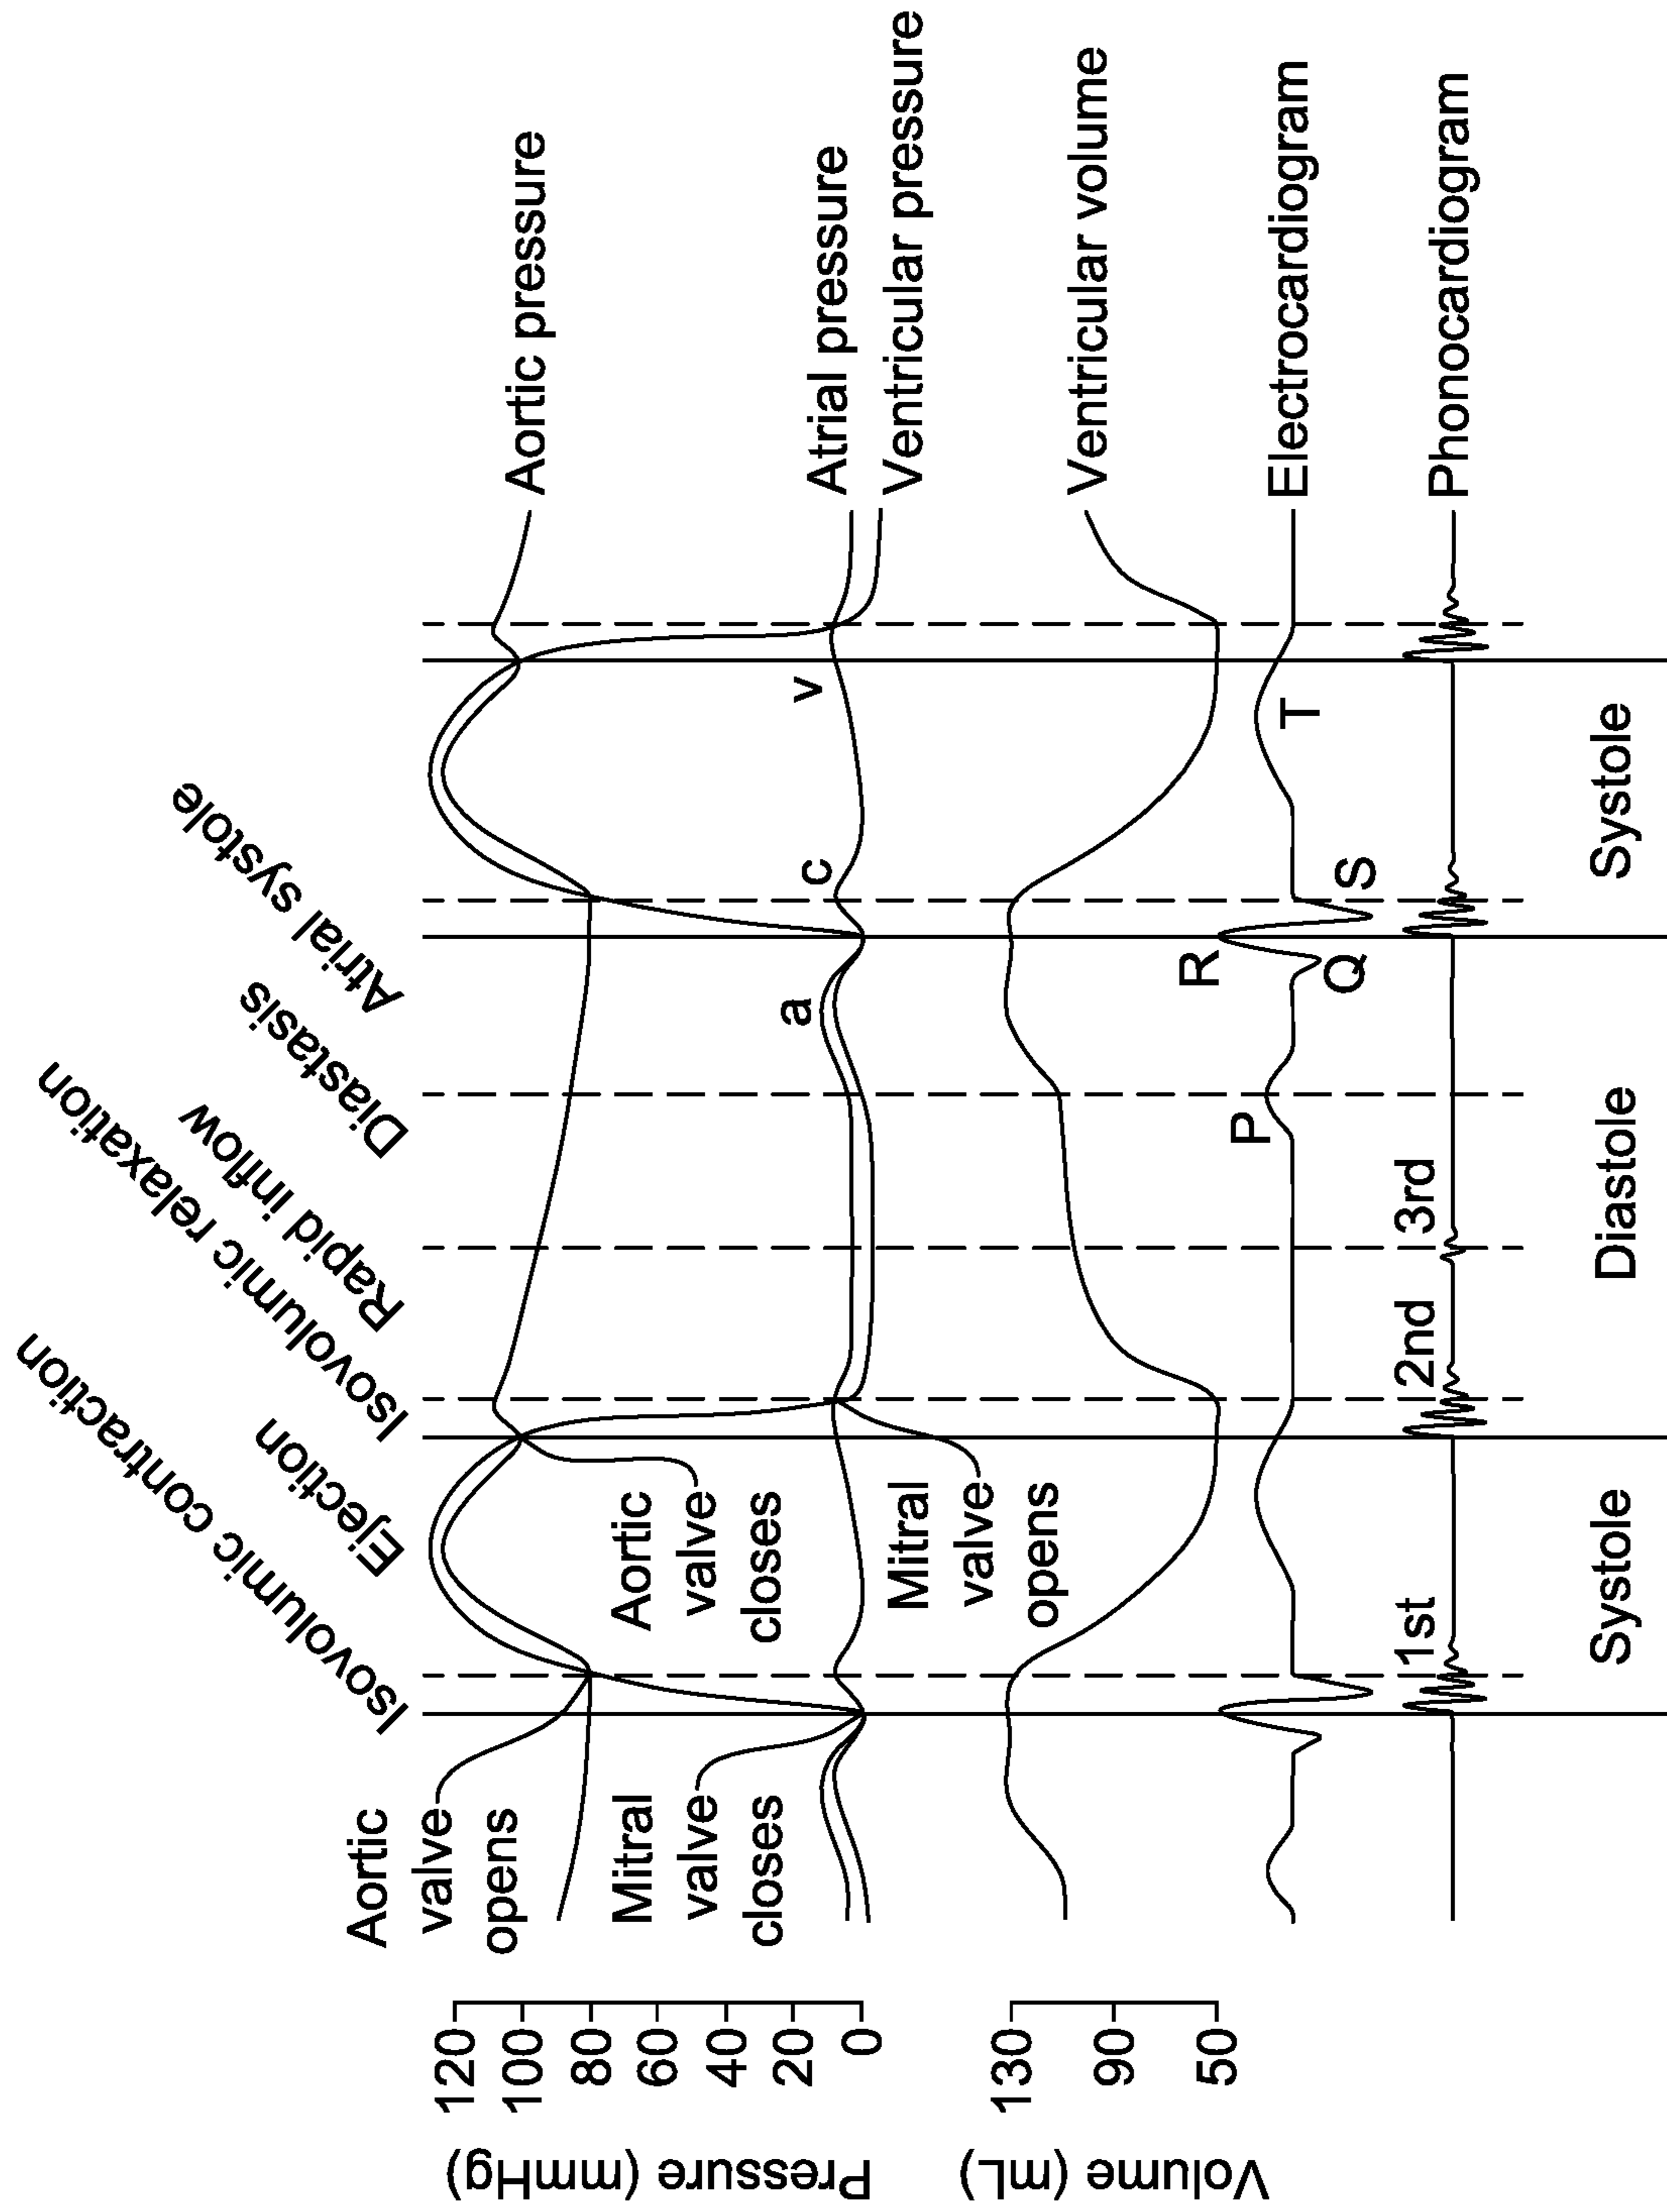 Isovolumic contraction
Ejection
Isovolumic relaxation
Rapid inflow
Diastasis
Atrial systole
Aortic
valve
opens
Mitral
valve
closes
Aortic
valve
closes
Mitral
valve
opens
Pressure (mmHg)
120
100
80
60
40
20
0
Volume (mL)
130
90
50
a
c
v
R
P
Q
S
T
1st
2nd
3rd
Aortic pressure
Atrial pressure
Ventricular pressure
Ventricular volume
Electrocardiogram
Phonocardiogram
Systole
Diastole
Systole